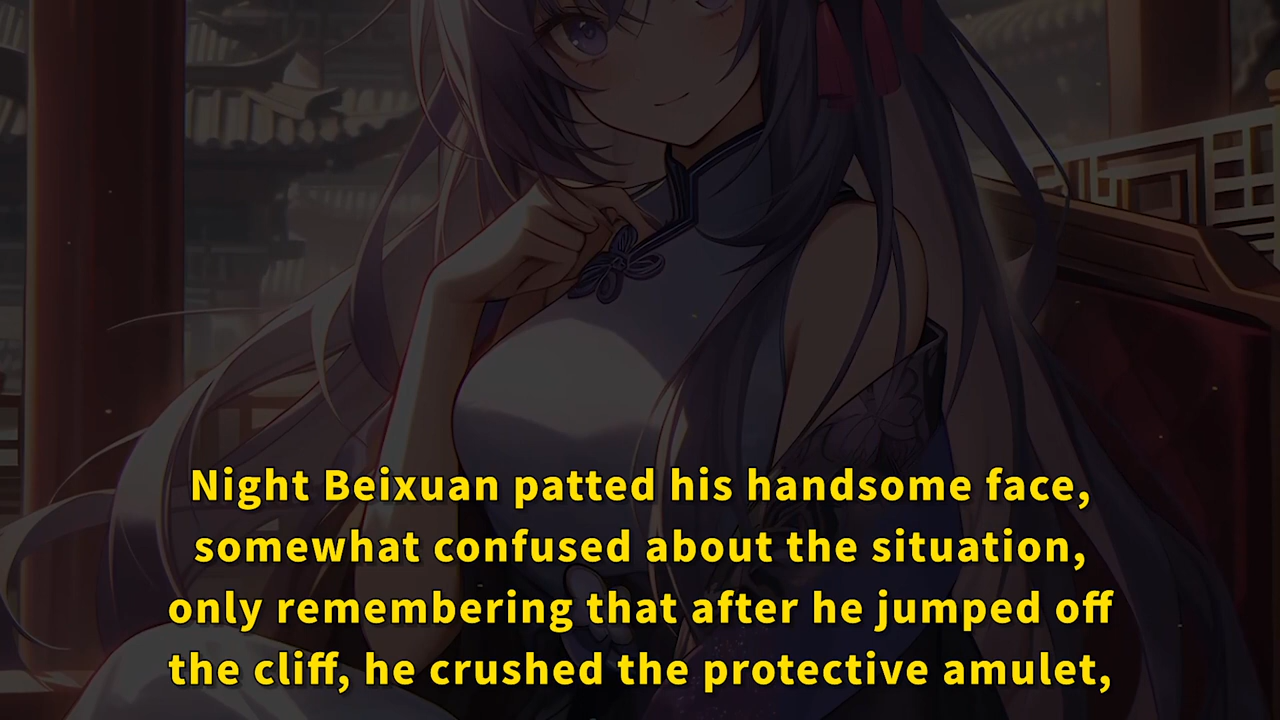 Night Beixuan patted his handsome face,
somewhat confused about the situation,
only remembering that after he jumped off
the cliff, he crushed the protective amulet,